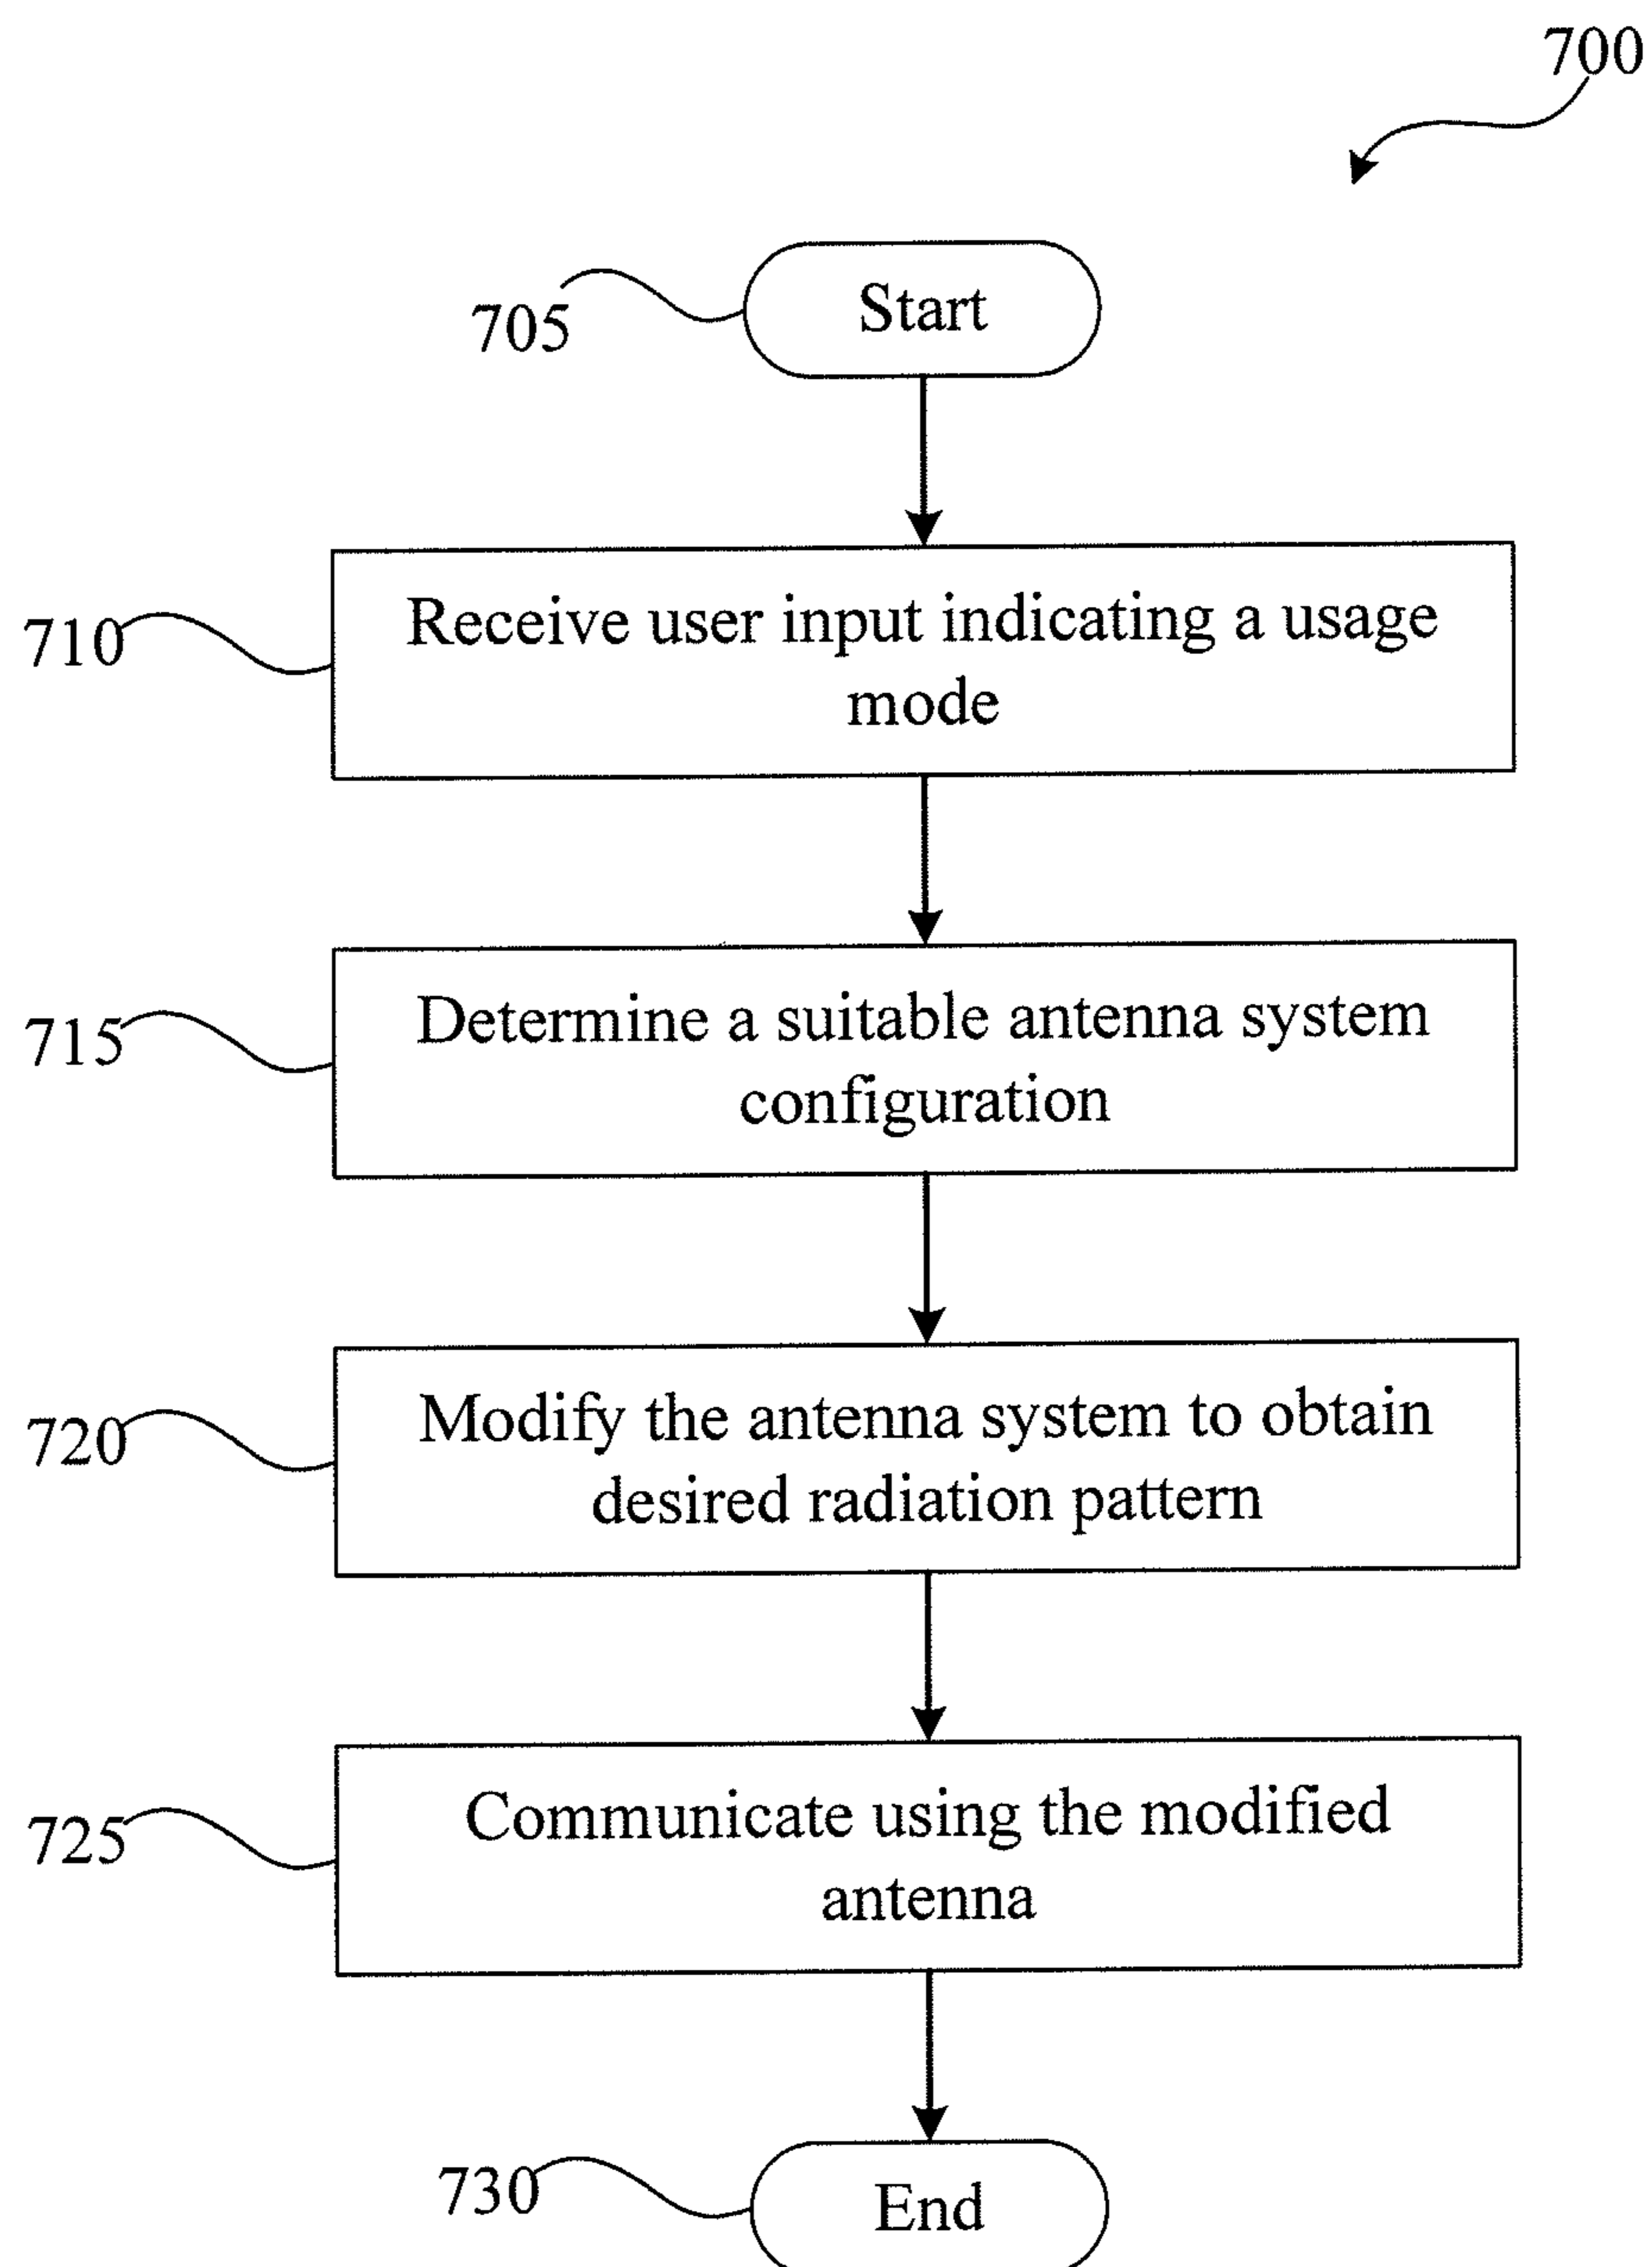 700
705
Start
710
Receive user input indicating a usage
mode
715
Determine a suitable antenna system
configuration
720
Modify the antenna system to obtain
desired radiation pattern
725
Communicate using the modified
antenna
730
End